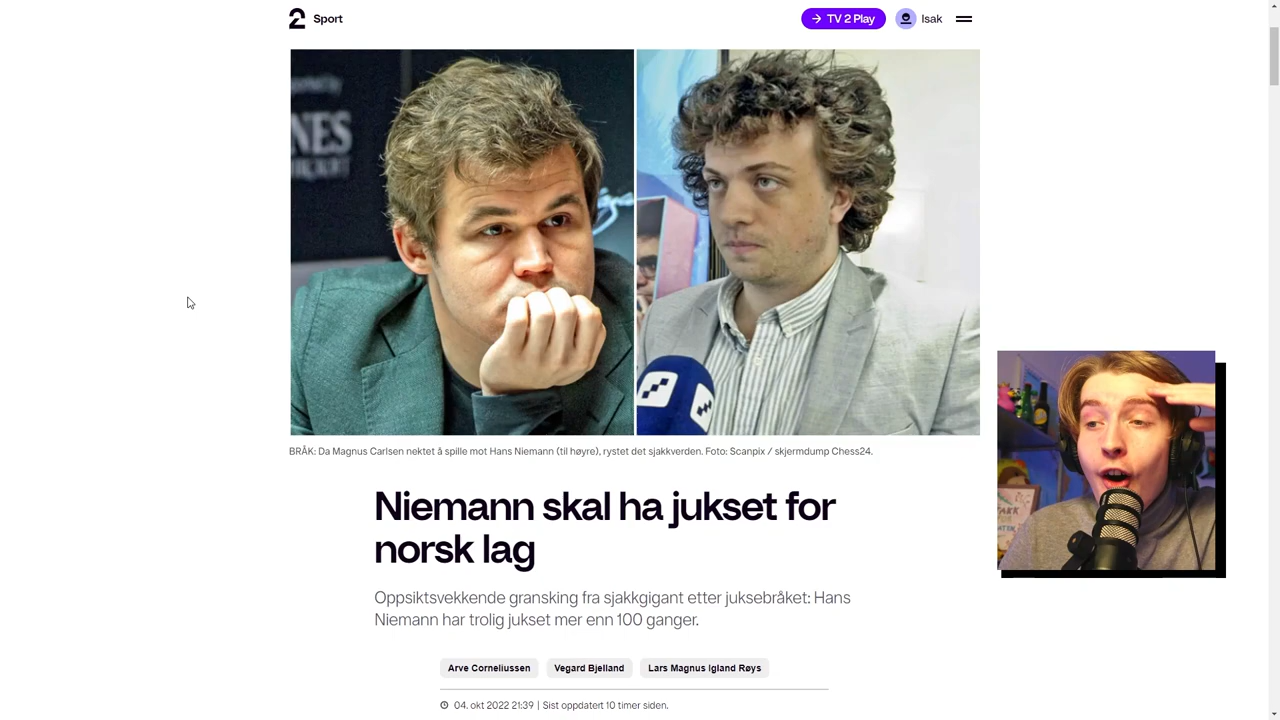 2 Sport
TV 2 Play
Isak
NES
BRÅK: Da Magnus Carlsen nektet å spille mot Hans Niemann (til høyre), rystet det sjakkverden. Foto: Scanpix / skjermdump Chess24.
Niemann skal ha jukset for
norsk lag
Oppsiktsvekkende gransking fra sjakkgigant etter juksebråket: Hans
Niemann har trolig jukset mer enn 100 ganger.
Arve Corneliussen
Vegard Bjelland
Lars Magnus Igland Røys
04. okt 2022 21:39 | Sist oppdatert 10 timer siden.